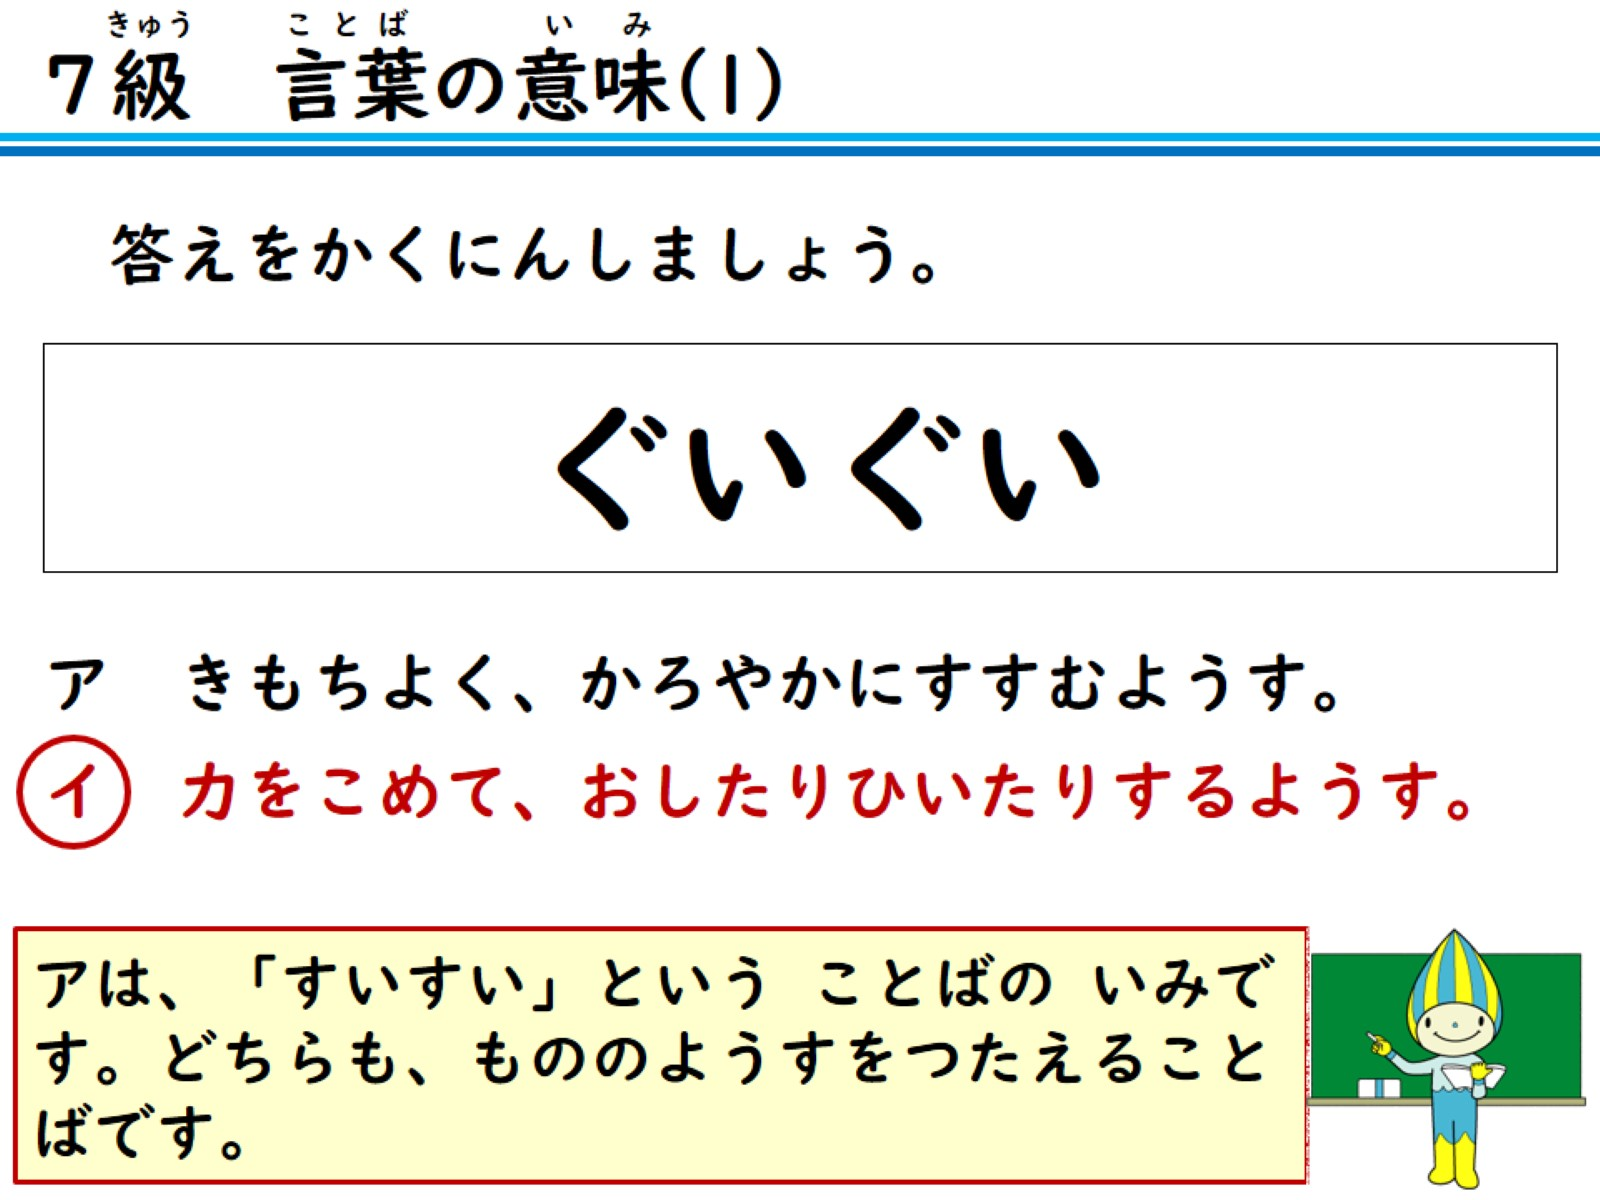 きゅう ことば いみ
7級 言葉の意味(1)
答えをかくにんしましょう。
ぐいぐい
ア きもちよく、かろやかにすすむようす。
イ 力をこめて、おしたりひいたりするようす。
アは、「すいすい」という ことばの いみで
す。どちらも、もののようすをつたえること
ばです。